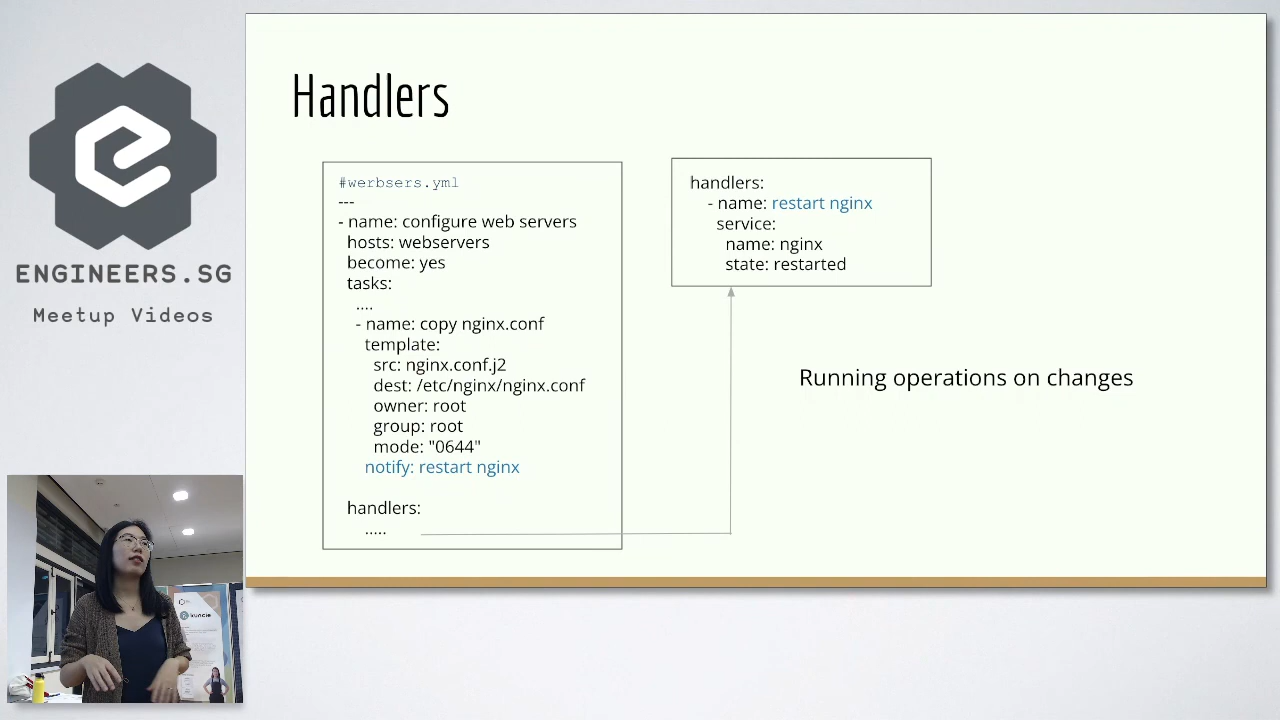 ENGINEERS.SG
Meetup Videos
Handlers
#werbsers.yml
---
- name: configure web servers
hosts: webservers
become: yes
tasks:
....
- name: copy nginx.conf
template:
src: nginx.conf.j2
dest: /etc/nginx/nginx.conf
owner: root
group: root
mode: "0644"
notify: restart nginx
handlers:
.....
handlers:
- name: restart nginx
service:
name: nginx
state: restarted
Running operations on changes
kuncie